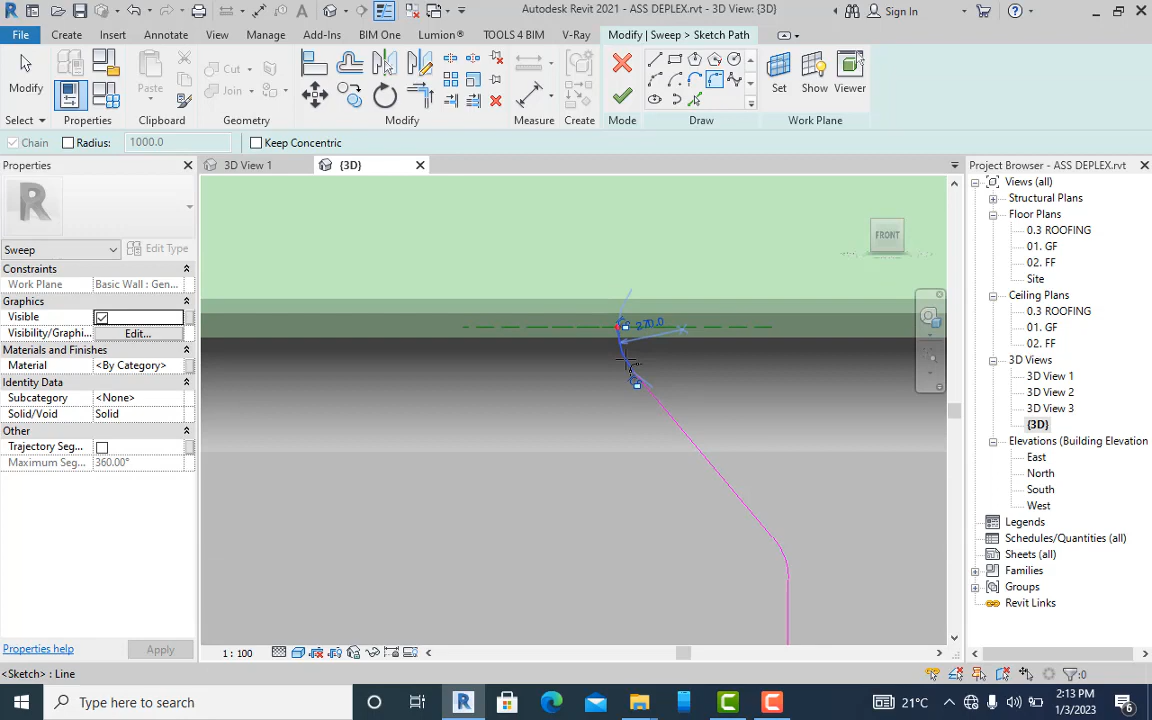 Autodesk Revit 2021 - ASS DEPLEX.rvt - 3D View: {3D}
Sign In
File
Create
Insert
Annotate
View
Manage
Add-Ins
BIM One
Lumion®
TOOLS 4 BIM
V-Ray
Modify | Sweep > Sketch Path
Modify
Paste
Cut
Join
Create
Set
Show
Viewer
Select
Properties
Clipboard
Geometry
Modify
Measure
Create
Mode
Draw
Work Plane
Chain
Radius:
1000.0
Keep Concentric
Properties
3D View 1
{3D}
Project Browser - ASS DEPLEX.rvt
Sweep
Edit Type
Constraints
Work Plane
Basic Wall : Gen...
Graphics
Visible
Visibility/Graphi...
Edit...
Materials and Finishes
Material
<By Category>
Identity Data
Subcategory
<None>
Solid/Void
Solid
Other
Trajectory Seg...
Maximum Seg...
360.00°
Properties help
Apply
FRONT
270.0
Views (all)
Structural Plans
Floor Plans
0.3 ROOFING
01. GF
02. FF
Site
Ceiling Plans
0.3 ROOFING
01. GF
02. FF
3D Views
3D View 1
3D View 2
3D View 3
{3D}
Elevations (Building Elevation
East
North
South
West
Legends
Schedules/Quantities (all)
Sheets (all)
Families
Groups
Revit Links
1 : 100
<Sketch> : Line
:0
Type here to search
21°C
2:13 PM
1/3/2023
6